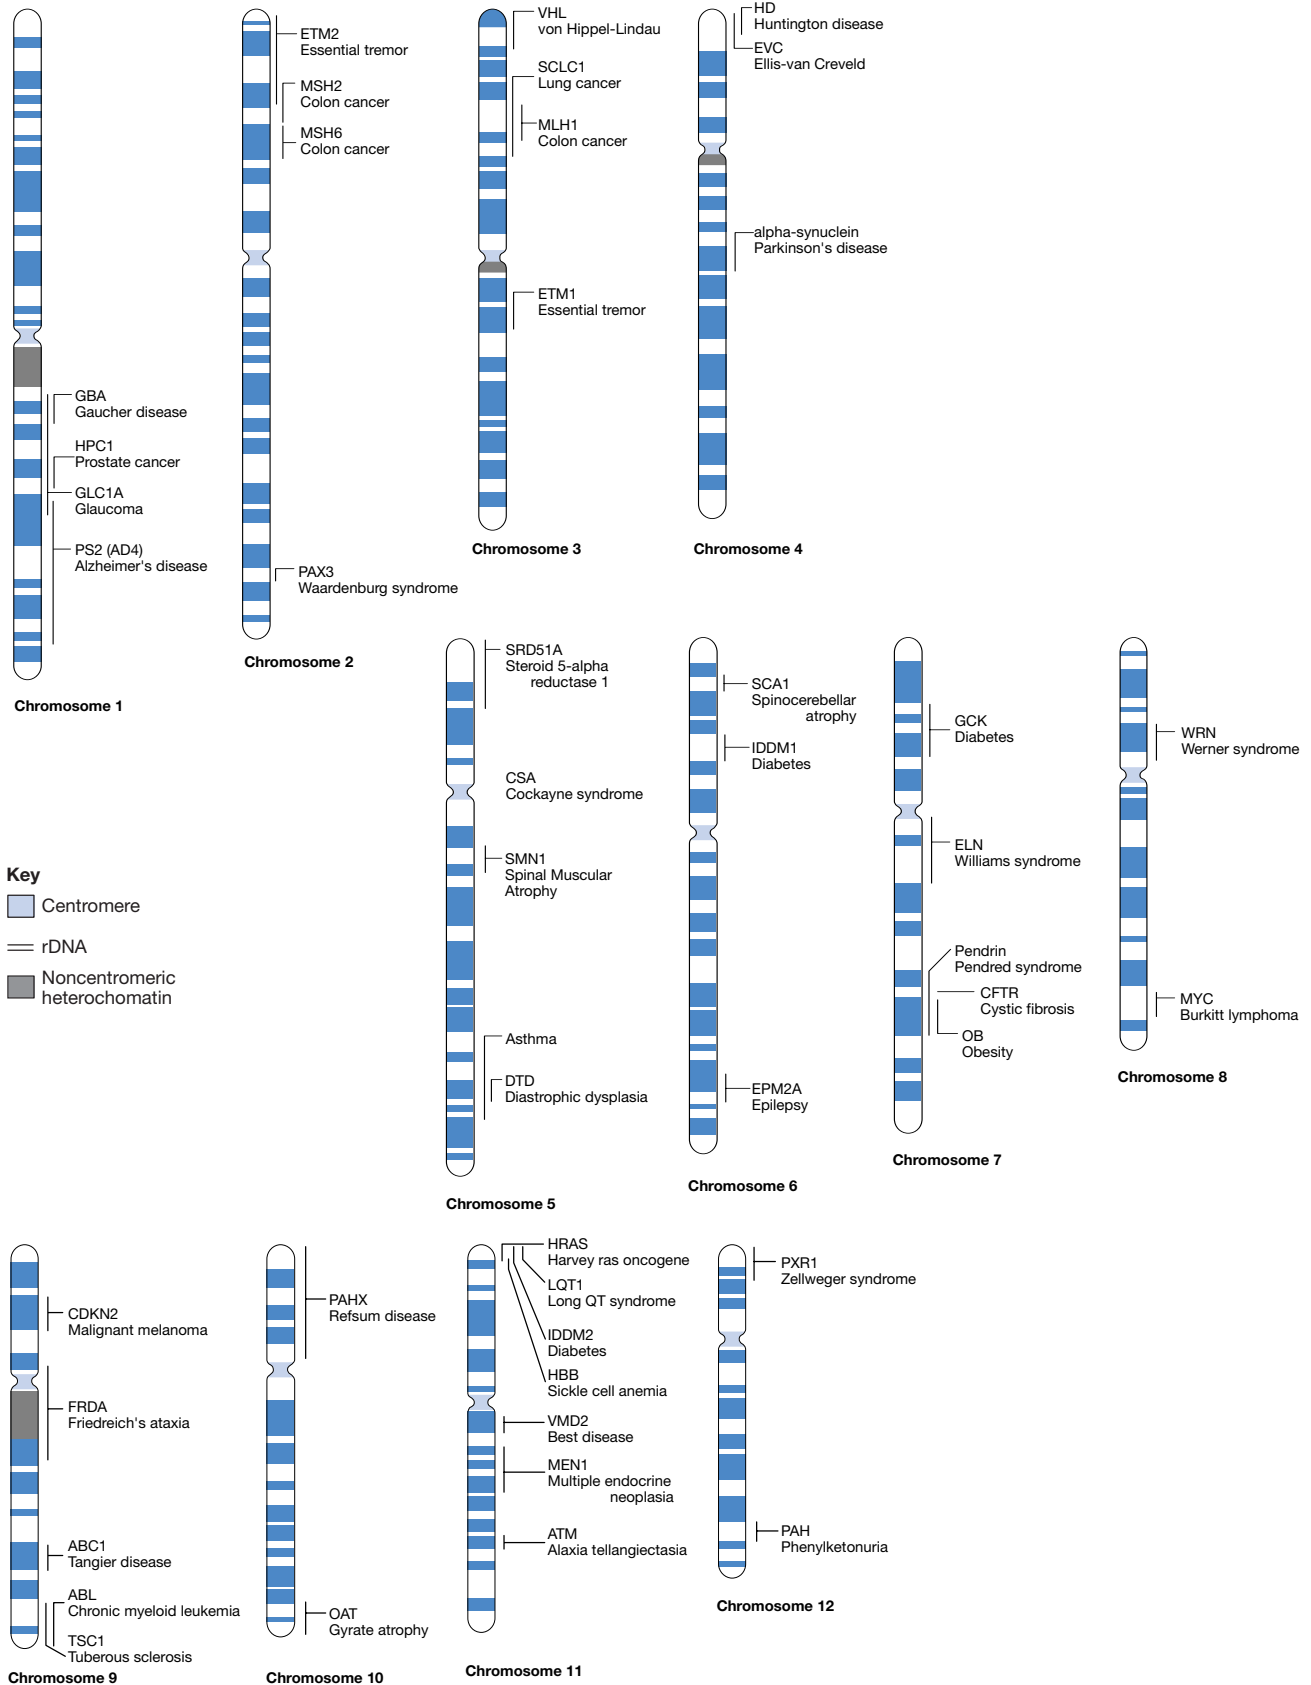 GBA
Gaucher disease
HPC1
Prostate cancer
GLC1A
Glaucoma
PS2 (AD4)
Alzheimer's disease
Chromosome 1
ETM2
Essential tremor
MSH2
Colon cancer
MSH6
Colon cancer
PAX3
Waardenburg syndrome
Chromosome 2
VHL
von Hippel-Lindau
SCLC1
Lung cancer
MLH1
Colon cancer
ETM1
Essential tremor
Chromosome 3
HD
Huntington disease
EVC
Ellis-van Creveld
alpha-synuclein
Parkinson's disease
Chromosome 4
Key
Centromere
rDNA
Noncentromeric
heterochomatin
SRD51A
Steroid 5-alpha
reductase 1
CSA
Cockayne syndrome
SMN1
Spinal Muscular
Atrophy
Asthma
DTD
Diastrophic dysplasia
Chromosome 5
SCA1
Spinocerebellar
atrophy
IDDM1
Diabetes
EPM2A
Epilepsy
Chromosome 6
GCK
Diabetes
ELN
Williams syndrome
Pendrin
Pendred syndrome
CFTR
Cystic fibrosis
OB
Obesity
Chromosome 7
WRN
Werner syndrome
MYC
Burkitt lymphoma
Chromosome 8
CDKN2
Malignant melanoma
FRDA
Friedreich's ataxia
ABC1
Tangier disease
ABL
Chronic myeloid leukemia
TSC1
Tuberous sclerosis
Chromosome 9
PAHX
Refsum disease
OAT
Gyrate atrophy
Chromosome 10
HRAS
Harvey ras oncogene
LQT1
Long QT syndrome
IDDM2
Diabetes
HBB
Sickle cell anemia
VMD2
Best disease
MEN1
Multiple endocrine
neoplasia
ATM
Alaxia tellangiectasia
Chromosome 11
PXR1
Zellweger syndrome
PAH
Phenylketonuria
Chromosome 12